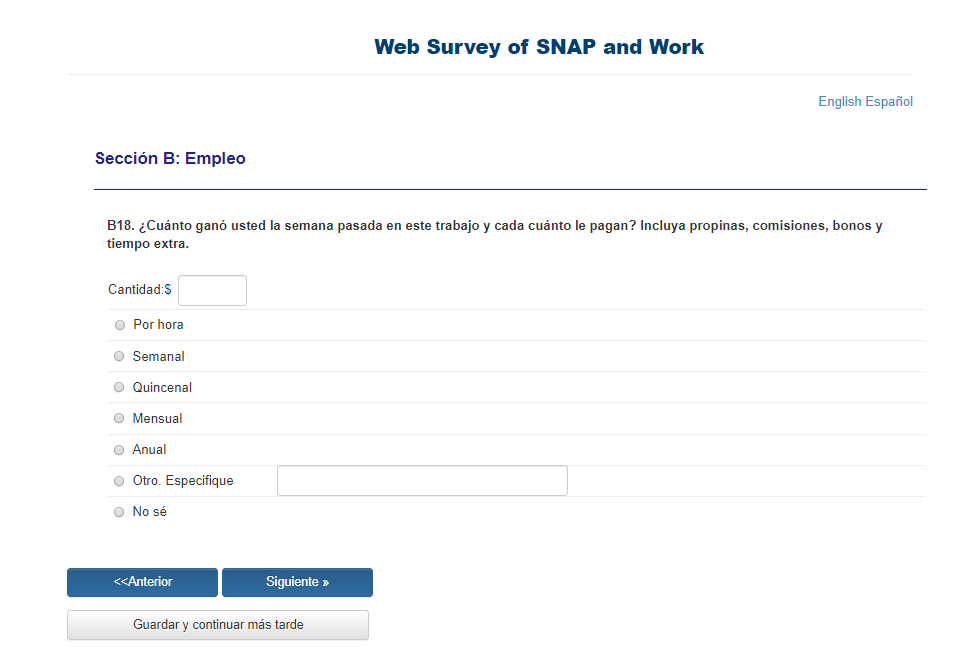 Web Survey of SNAP and Work
English Español
Sección B: Empleo
B18. ¿Cuánto ganó usted la semana pasada en este trabajo y cada cuánto le pagan? Incluya propinas, comisiones, bonos y
tiempo extra.
Cantidad:$
Por hora
Semanal
Quincenal
Mensual
Anual
Otro. Especifique
No sé
<<Anterior
Siguiente »
Guardar y continuar más tarde